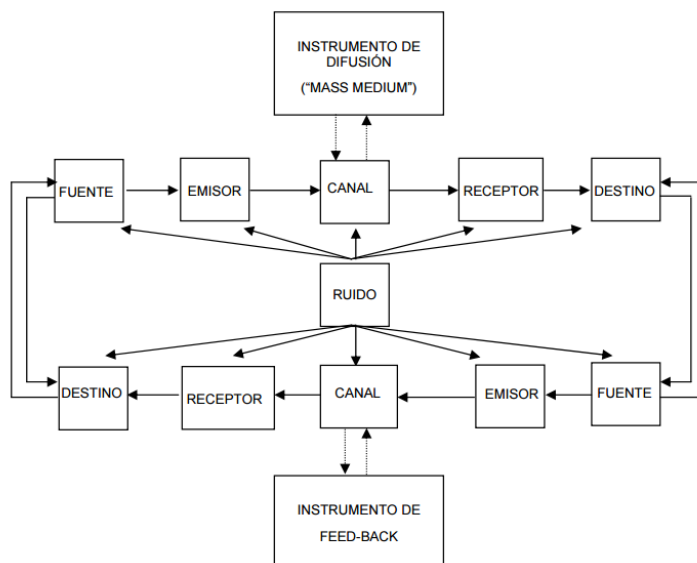 INSTRUMENTO DE
DIFUSIÓN
(“MASS MEDIUM”)
FUENTE
EMISOR
CANAL
RECEPTOR
DESTINO
RUIDO
DESTINO
RECEPTOR
CANAL
EMISOR
FUENTE
INSTRUMENTO DE
FEED-BACK